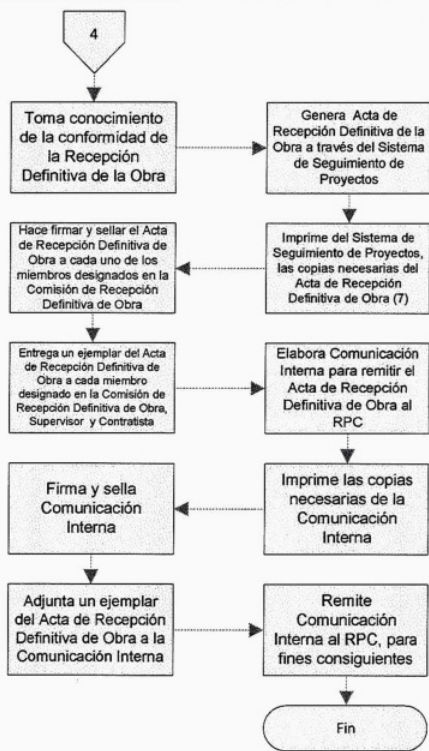 4
Toma conocimiento
de la conformidad de
la Recepción
Definitiva de la Obra
Genera Acta de
Recepción Definitiva de la
Obra a través del Sistema
de Seguimiento de
Proyectos
Imprime del Sistema de
Seguimiento de Proyectos,
las copias necesarias del
Acta de Recepción
Definitiva de Obra (7)
Hace firmar y sellar el Acta
de Recepción Definitiva de
Obra a cada uno de los
miembros designados en la
Comisión de Recepción
Definitiva de Obra
Entrega un ejemplar del Acta
de Recepción Definitiva de
Obra a cada miembro
designado en la Comisión de
Recepción Definitiva de Obra,
Supervisor y Contratista
Elabora Comunicación
Interna para remitir el
Acta de Recepción
Definitiva de Obra al
RPC
Imprime las copias
necesarias de la
Comunicación Interna
Firma y sella
Comunicación
Interna
Adjunta un ejemplar
del Acta de Recepción
Definitiva de Obra a la
Comunicación Interna
Remite
Comunicación
Interna al RPC, para
fines consiguientes
Fin